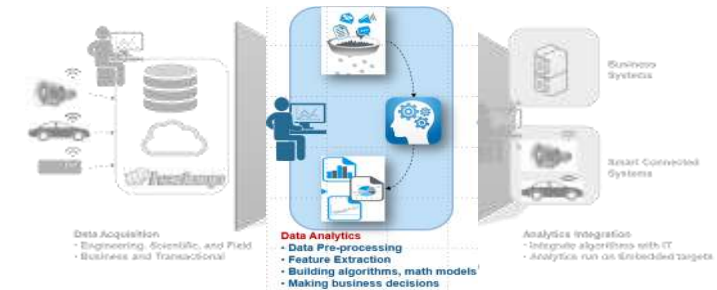 Business
Systems
Smart Connected
Systems
Data Acquisition
• Engineering, Scientific, and Field
• Business and Transactional
Data Analytics
• Data Pre-processing
• Feature Extraction
• Building algorithms, math models
• Making business decisions
Analytics Integration
• Integrate algorithms with IT
• Analytics run on Embedded targets